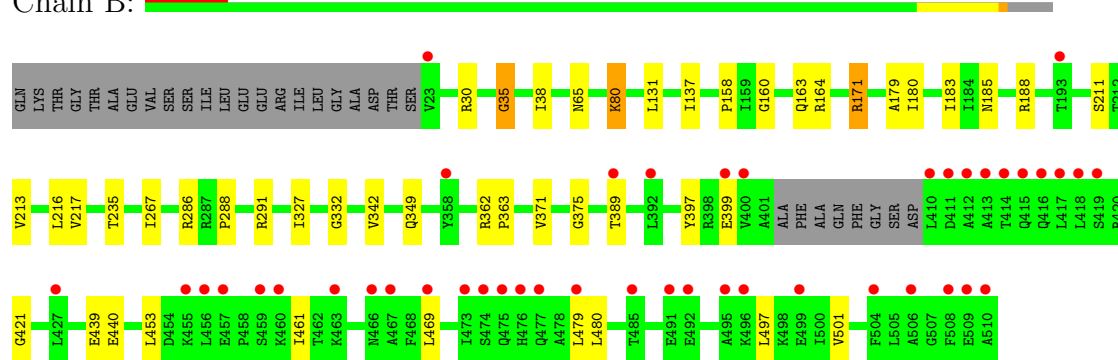 Chain B:
GLN LYS THR GLY THR ALA GLU VAL SER SER ILE LEU GLU GLU ARG ILE LEU GLY ALA ASP THR SER V23 R30 G35 I38 N65 K80 L131 I137 P158 I159 G160 Q163 R164 R171 A179 I180 I183 I184 N185 R188 T193 S211 T212
V213 L216 V217 T235 I267 R286 R287 P288 R291 I327 G332 V342 Q349 Y358 R362 P363 V371 G375 T389 L392 Y397 R398 E399 V400 A401 ALA PHE ALA GLN PHE GLY SER ASP L410 D411 A412 A413 T414 Q415 Q416 L417 L418 S419 R420
G421 L427 E439 E440 L453 D454 K455 L456 E457 P458 S459 K460 I461 T462 K463 N466 A467 F468 L469 I473 S474 Q475 H476 Q477 A478 L479 L480 T485 E491 E492 A495 K496 L497 K498 E499 I500 V501 F504 L505 A506 G507 F508 E509 A510